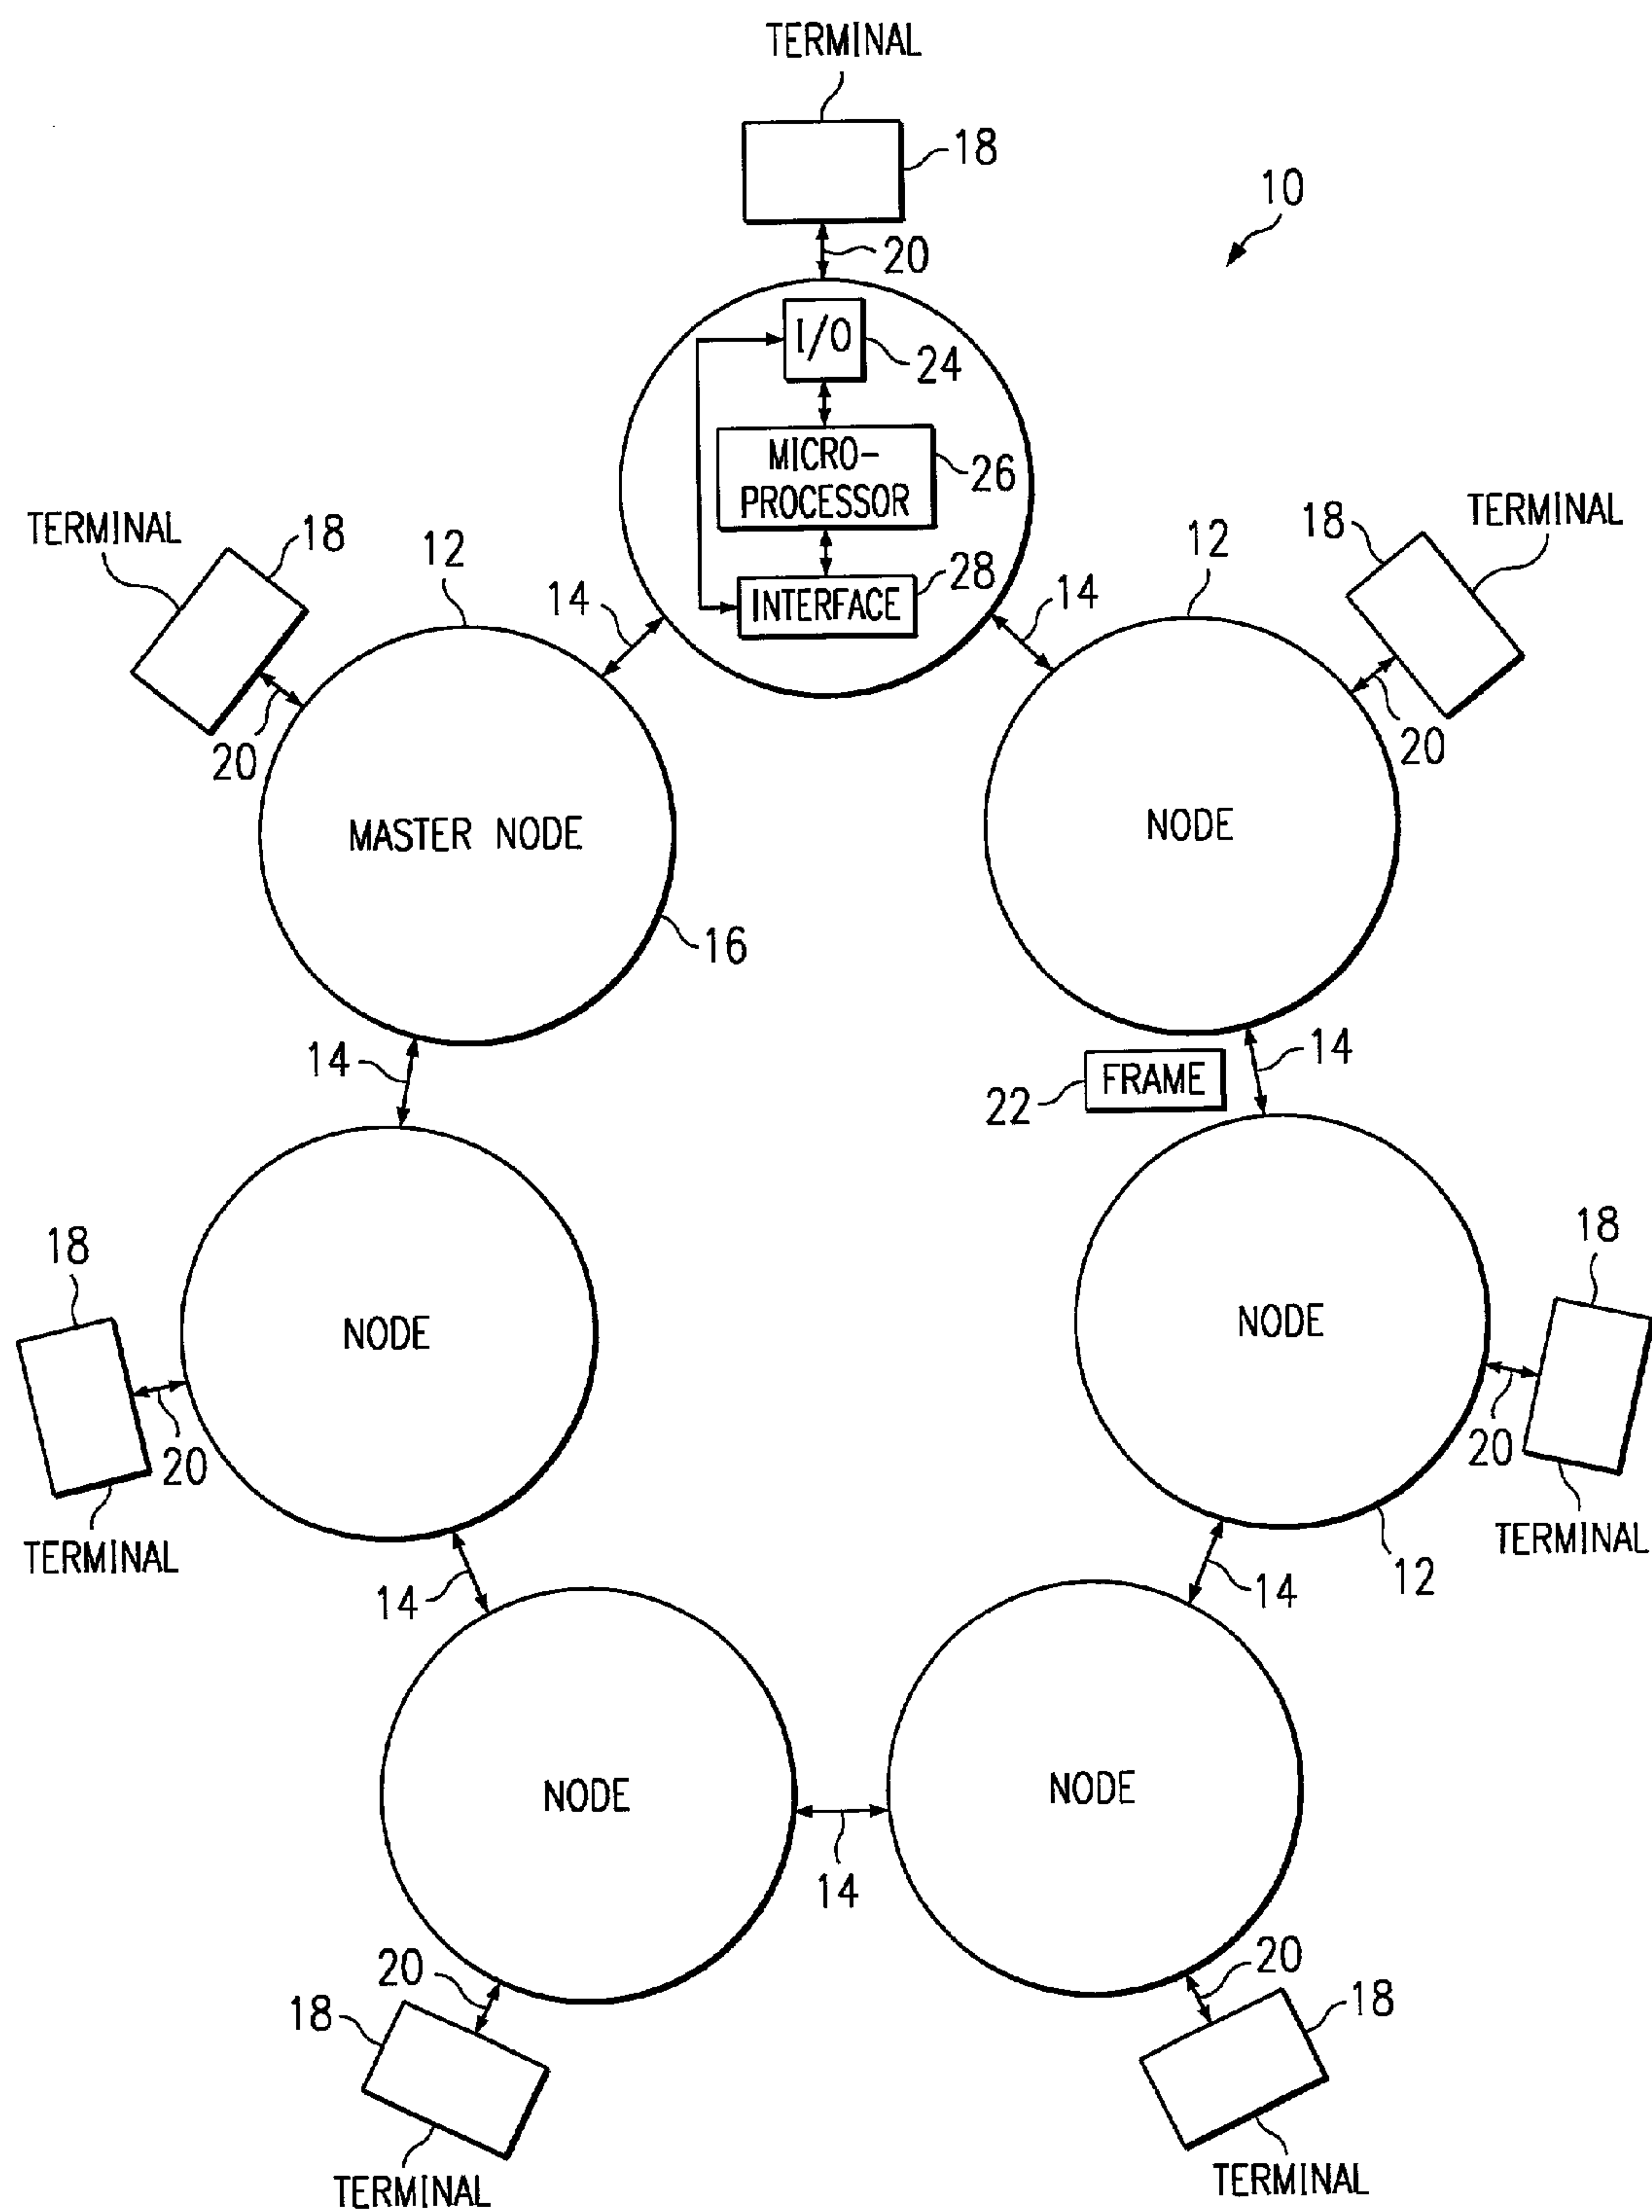 TERMINAL
18
10
20
I/O
24
MICRO-
PROCESSOR
26
INTERFACE
28
TERMINAL
18
12
14
14
12
18
TERMINAL
20
20
MASTER NODE
NODE
16
14
14
FRAME
22
18
18
NODE
NODE
20
20
TERMINAL
TERMINAL
14
14
12
NODE
NODE
14
20
20
18
18
TERMINAL
TERMINAL